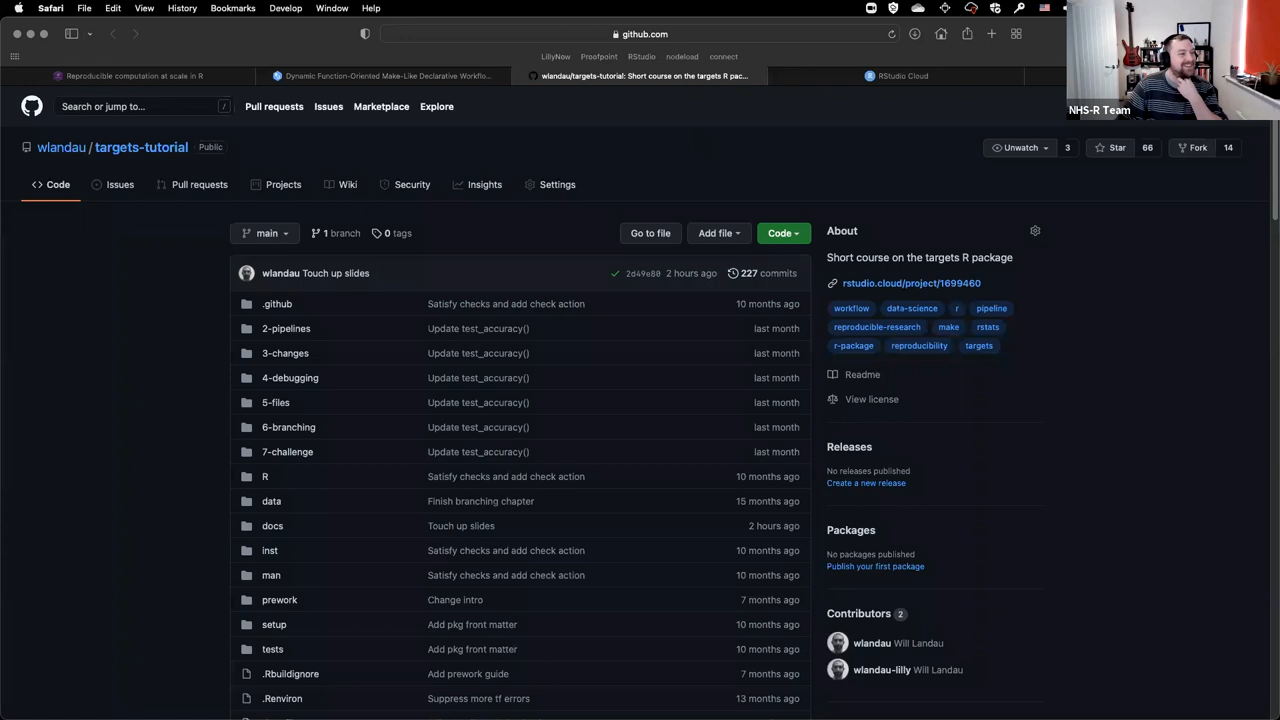 Safari File Edit View History Bookmarks Develop Window Help
github.com
LillyNow Proofpoint RStudio nodeload connect
Reproducible computation at scale in R
Dynamic Function-Oriented Make-Like Declarative Workflo...
wlandau/targets-tutorial: Short course on the targets R pac...
RStudio Cloud
NHS-R Team
Search or jump to... /
Pull requests Issues Marketplace Explore
wlandau / targets-tutorial Public
Unwatch 3 Star 66 Fork 14
Code Issues Pull requests Projects Wiki Security Insights Settings
main 1 branch 0 tags Go to file Add file Code
wlandau Touch up slides 2d49e80 2 hours ago 227 commits
.github Satisfy checks and add check action 10 months ago
2-pipelines Update test_accuracy() last month
3-changes Update test_accuracy() last month
4-debugging Update test_accuracy() last month
5-files Update test_accuracy() last month
6-branching Update test_accuracy() last month
7-challenge Update test_accuracy() last month
R Satisfy checks and add check action 10 months ago
data Finish branching chapter 15 months ago
docs Touch up slides 2 hours ago
inst Satisfy checks and add check action 10 months ago
man Satisfy checks and add check action 10 months ago
prework Change intro 7 months ago
setup Add pkg front matter 10 months ago
tests Add pkg front matter 10 months ago
.Rbuildignore Add prework guide 7 months ago
.Renviron Suppress more tf errors 13 months ago
About
Short course on the targets R package
rstudio.cloud/project/1699460
workflow data-science r pipeline
reproducible-research make rstats
r-package reproducibility targets
Readme
View license
Releases
No releases published
Create a new release
Packages
No packages published
Publish your first package
Contributors 2
wlandau Will Landau
wlandau-lilly Will Landau